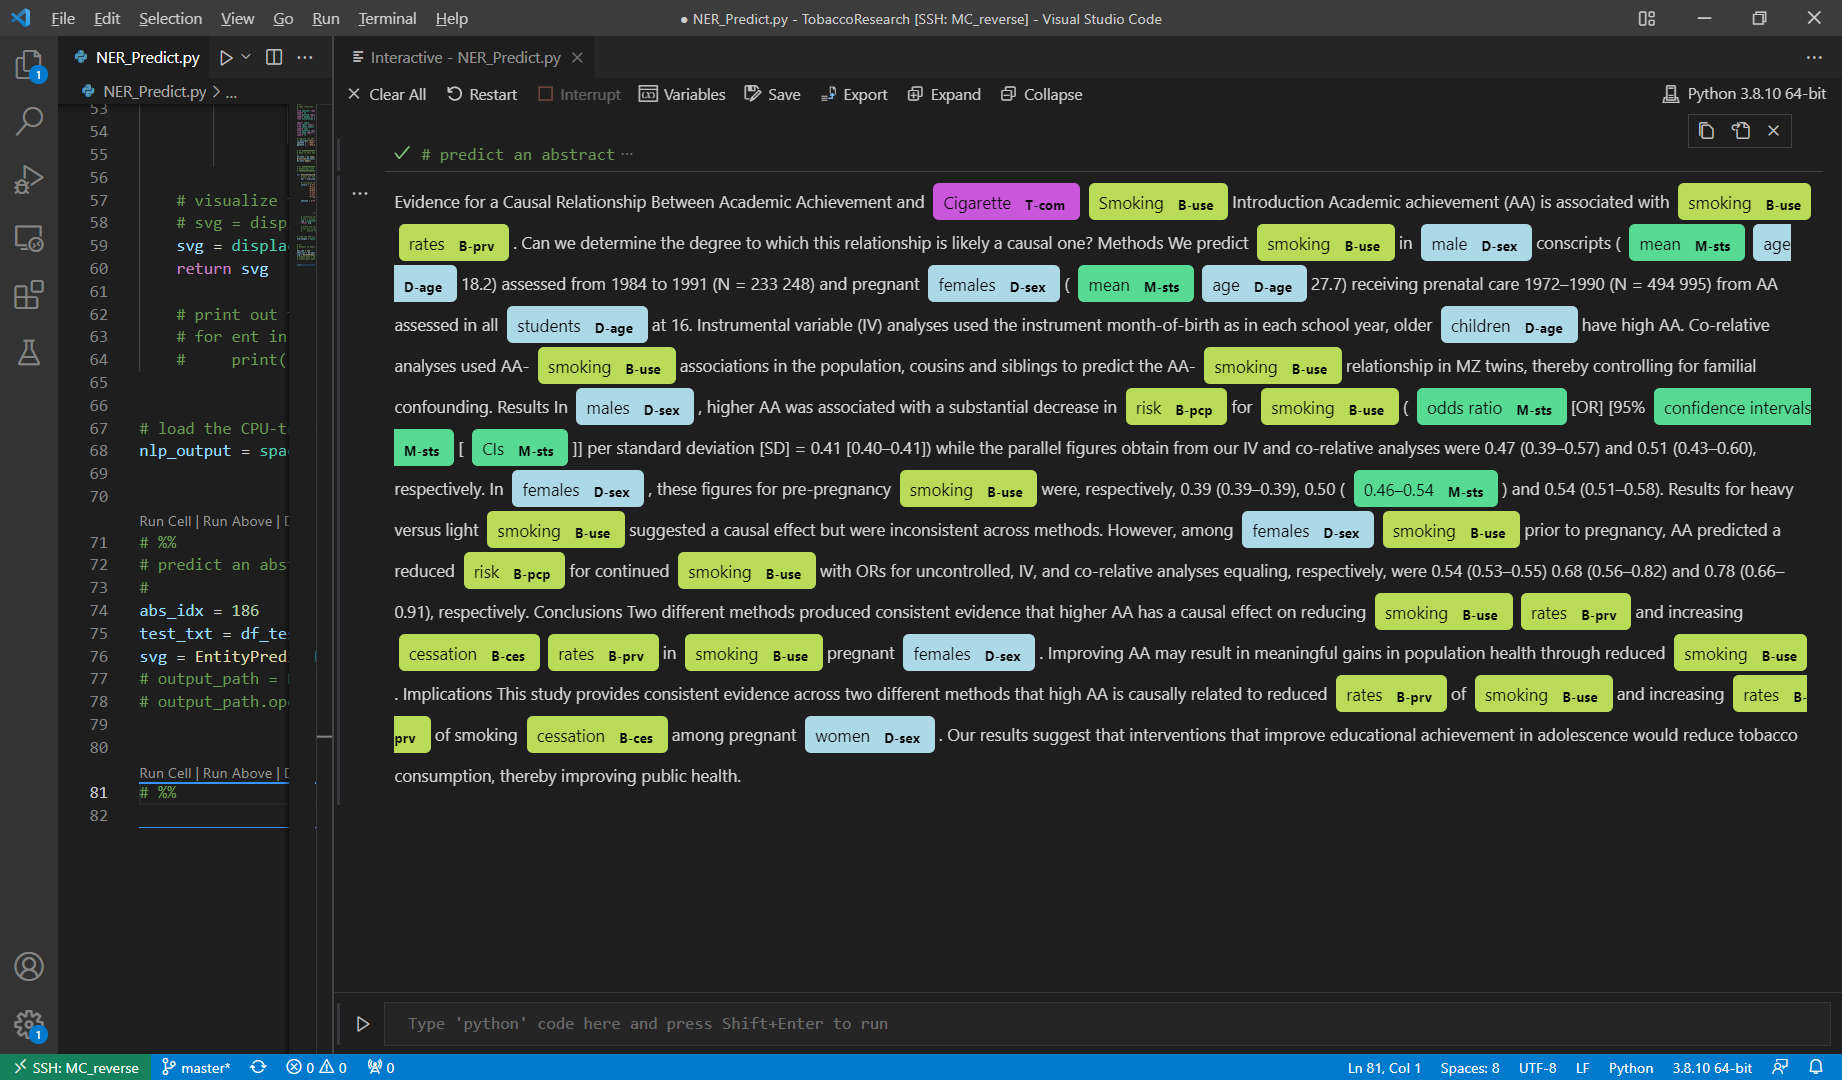 File Edit Selection View Go Run Terminal Help
● NER_Predict.py - TobaccoResearch [SSH: MC_reverse] - Visual Studio Code
NER_Predict.py
NER_Predict.py > ...
1
53
54
55
56
57 # visualize
58 # svg = disp
59 svg = displa
60 return svg
61
62 # print out
63 # for ent in
64 # print(
65
66
67 # load the CPU-t
68 nlp_output = spa
69
70
Run Cell | Run Above |
71 # %%
72 # predict an abs
73 #
74 abs_idx = 186
75 test_txt = df_te
76 svg = EntityPred
77 # output_path =
78 # output_path.op
79
80
Run Cell | Run Above |
81 # %%
82
1
Interactive - NER_Predict.py
Clear All Restart Interrupt Variables Save Export Expand Collapse
Python 3.8.10 64-bit
# predict an abstract ...
Evidence for a Causal Relationship Between Academic Achievement and Cigarette T-com Smoking B-use Introduction Academic achievement (AA) is associated with smoking B-use
rates B-prv . Can we determine the degree to which this relationship is likely a causal one? Methods We predict smoking B-use in male D-sex conscripts ( mean M-sts age
D-age 18.2) assessed from 1984 to 1991 (N = 233 248) and pregnant females D-sex ( mean M-sts age D-age 27.7) receiving prenatal care 1972–1990 (N = 494 995) from AA
assessed in all students D-age at 16. Instrumental variable (IV) analyses used the instrument month-of-birth as in each school year, older children D-age have high AA. Co-relative
analyses used AA- smoking B-use associations in the population, cousins and siblings to predict the AA- smoking B-use relationship in MZ twins, thereby controlling for familial
confounding. Results In males D-sex , higher AA was associated with a substantial decrease in risk B-pcp for smoking B-use ( odds ratio M-sts [OR] [95% confidence intervals
M-sts [ CIs M-sts ]] per standard deviation [SD] = 0.41 [0.40–0.41]) while the parallel figures obtain from our IV and co-relative analyses were 0.47 (0.39–0.57) and 0.51 (0.43–0.60),
respectively. In females D-sex , these figures for pre-pregnancy smoking B-use were, respectively, 0.39 (0.39–0.39), 0.50 ( 0.46–0.54 M-sts ) and 0.54 (0.51–0.58). Results for heavy
versus light smoking B-use suggested a causal effect but were inconsistent across methods. However, among females D-sex smoking B-use prior to pregnancy, AA predicted a
reduced risk B-pcp for continued smoking B-use with ORs for uncontrolled, IV, and co-relative analyses equaling, respectively, were 0.54 (0.53–0.55) 0.68 (0.56–0.82) and 0.78 (0.66–
0.91), respectively. Conclusions Two different methods produced consistent evidence that higher AA has a causal effect on reducing smoking B-use rates B-prv and increasing
cessation B-ces rates B-prv in smoking B-use pregnant females D-sex . Improving AA may result in meaningful gains in population health through reduced smoking B-use
. Implications This study provides consistent evidence across two different methods that high AA is causally related to reduced rates B-prv of smoking B-use and increasing rates B-
prv of smoking cessation B-ces among pregnant women D-sex . Our results suggest that interventions that improve educational achievement in adolescence would reduce tobacco
consumption, thereby improving public health.
Type 'python' code here and press Shift+Enter to run
SSH: MC_reverse master* 0 0 0
Ln 81, Col 1 Spaces: 8 UTF-8 LF Python 3.8.10 64-bit